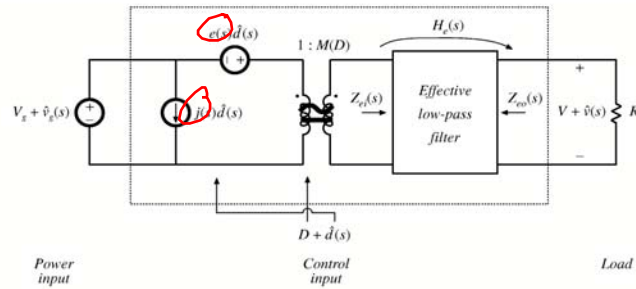 e(s) d̂(s)
1 : M(D)
H_e(s)
+
–
V_g + v̂_g(s)
+
–
j(s) d̂(s)
Z_ei(s)
Effective
low-pass
filter
Z_eo(s)
+
V + v̂(s)
–
R
D + d̂(s)
Power
input
Control
input
Load